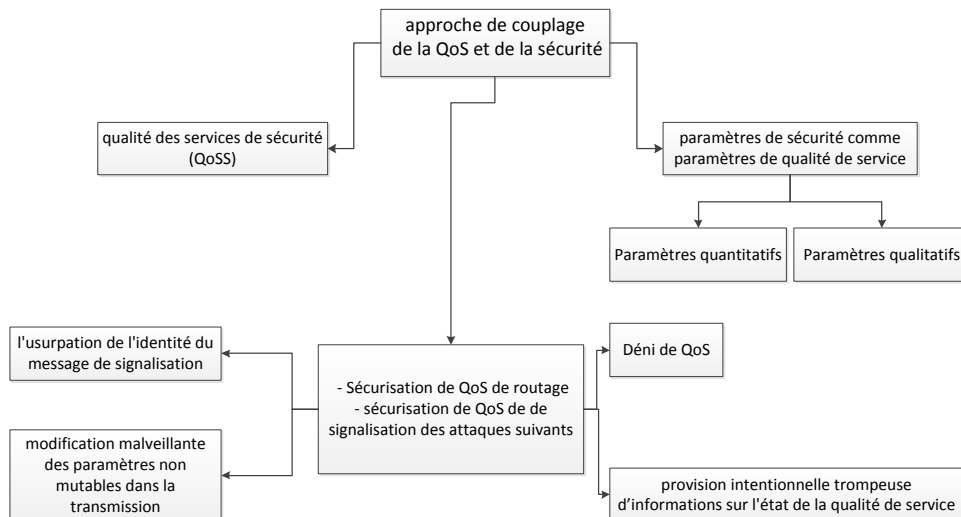 approche de couplage
de la QoS et de la sécurité
qualité des services de sécurité
(QoSS)
paramètres de sécurité comme
paramètres de qualité de service
Paramètres quantitatifs
Paramètres qualitatifs
l'usurpation de l'identité du
message de signalisation
- Sécurisation de QoS de routage
- sécurisation de QoS de de
signalisation des attaques suivants
Déni de QoS
modification malveillante
des paramètres non
mutables dans la
transmission
provision intentionnelle trompeuse
d’informations sur l'état de la qualité de service